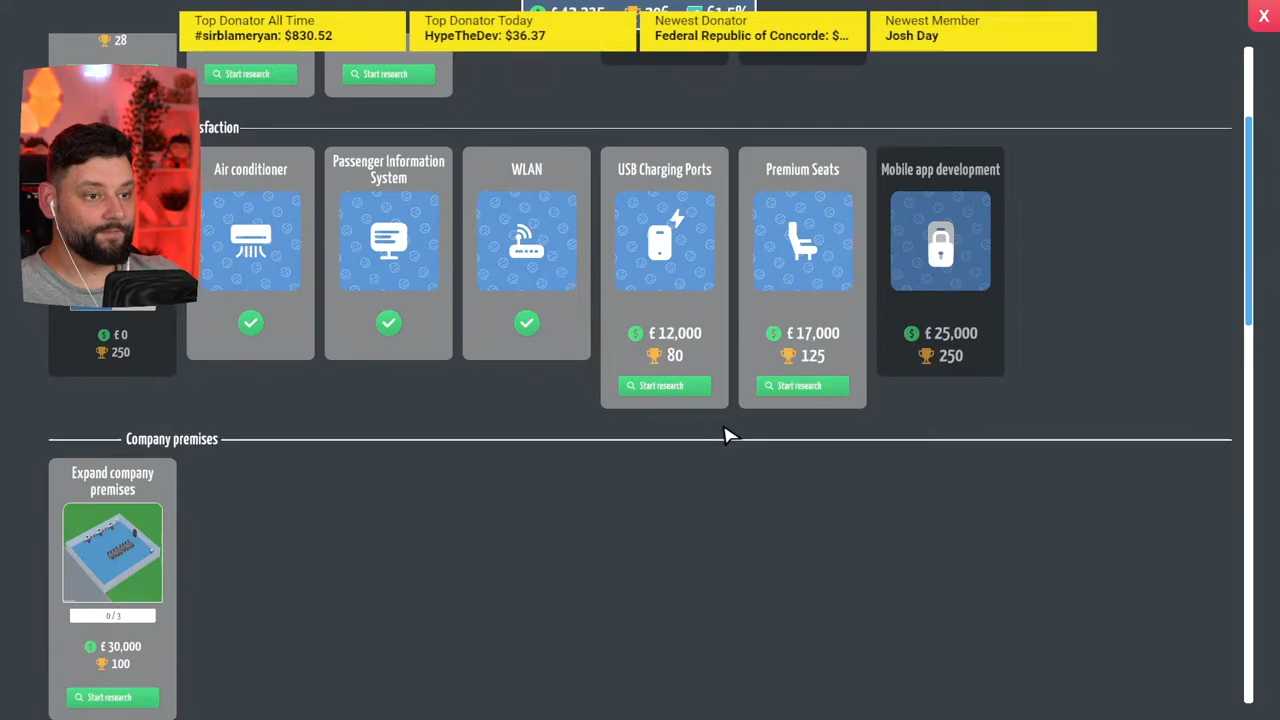 Top Donator All Time
#sirblameryan: $830.52
Top Donator Today
HypeTheDev: $36.37
Newest Donator
Federal Republic of Concorde: $...
Newest Member
Josh Day
X
28
Start research
Start research
sfaction
Air conditioner
Passenger Information
System
WLAN
USB Charging Ports
Premium Seats
Mobile app development
£ 0
250
£ 12,000
80
Start research
£ 17,000
125
Start research
£ 25,000
250
Company premises
Expand company
premises
0 / 3
£ 30,000
100
Start research